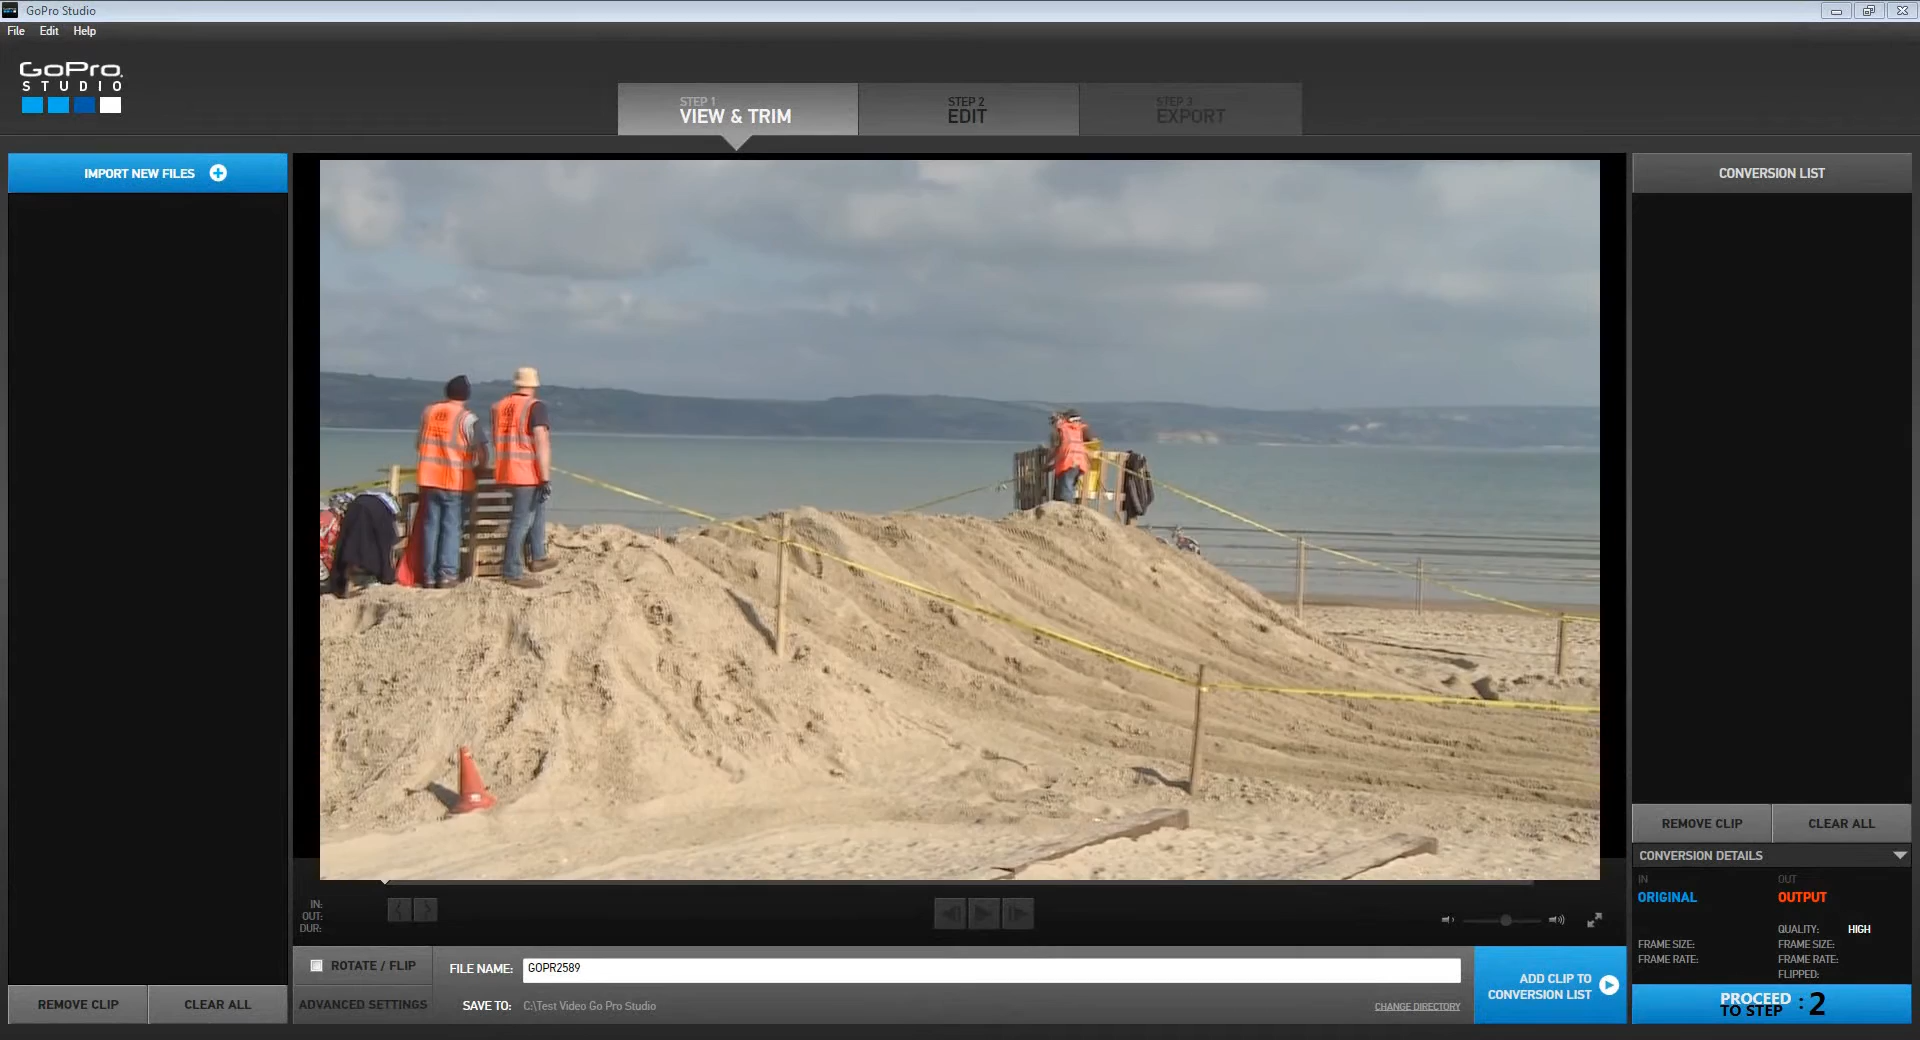 GoPro Studio
File Edit Help
GoPro
STUDIO
STEP 1
VIEW & TRIM
STEP 2
EDIT
STEP 3
EXPORT
IMPORT NEW FILES
CONVERSION LIST
REMOVE CLIP CLEAR ALL
CONVERSION DETAILS
IN OUT
ORIGINAL OUTPUT
QUALITY: HIGH
FRAME SIZE: FRAME SIZE:
FRAME RATE: FRAME RATE:
FLIPPED:
IN:
OUT:
DUR:
ROTATE / FLIP
ADVANCED SETTINGS
FILE NAME: GOPR2589
SAVE TO: C:\Test Video Go Pro Studio
CHANGE DIRECTORY
ADD CLIP TO
CONVERSION LIST
REMOVE CLIP CLEAR ALL
PROCEED
TO STEP : 2